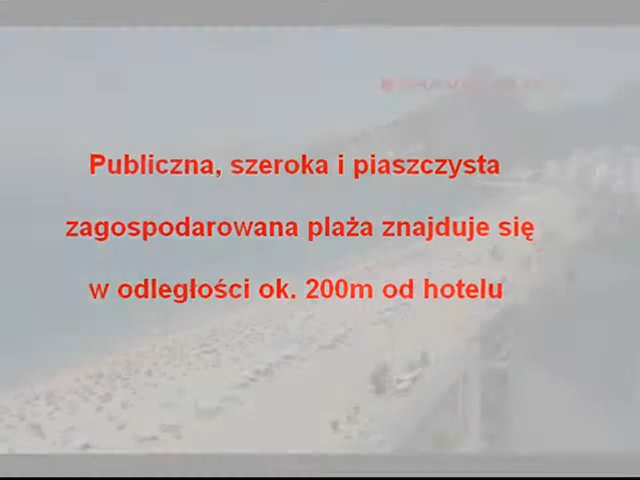 Publiczna, szeroka i piaszczysta
zagospodarowana plaża znajduje się
w odległości ok. 200m od hotelu